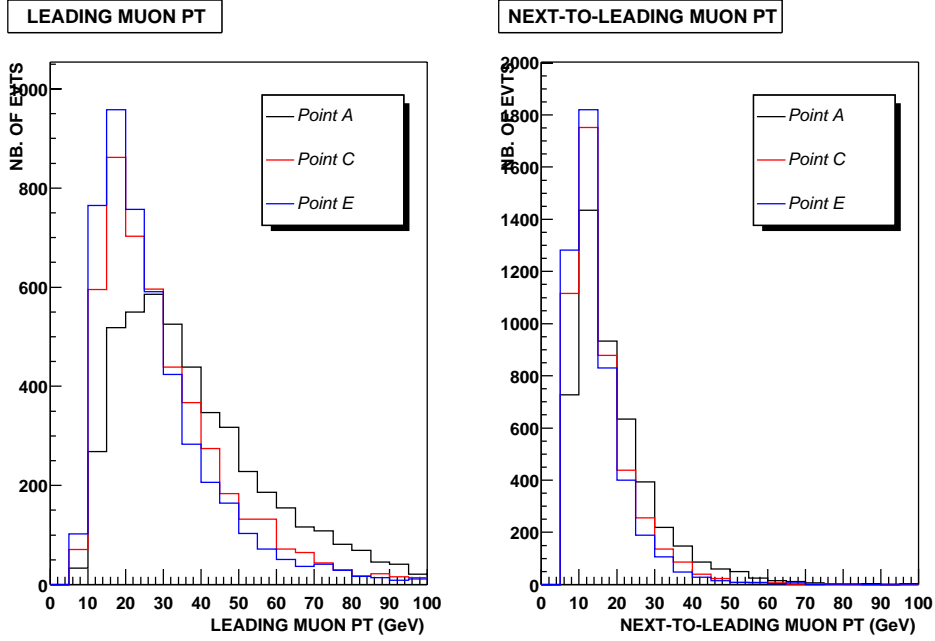 LEADING MUON PT
NB. OF EVTS
1000
800
600
400
200
0
Point A
Point C
Point E
0 10 20 30 40 50 60 70 80 90 100
LEADING MUON PT (GeV)
NEXT-TO-LEADING MUON PT
NB. OF EVTS
2000
1800
1600
1400
1200
1000
800
600
400
200
0
Point A
Point C
Point E
0 10 20 30 40 50 60 70 80 90 100
NEXT-TO-LEADING MUON PT (GeV)